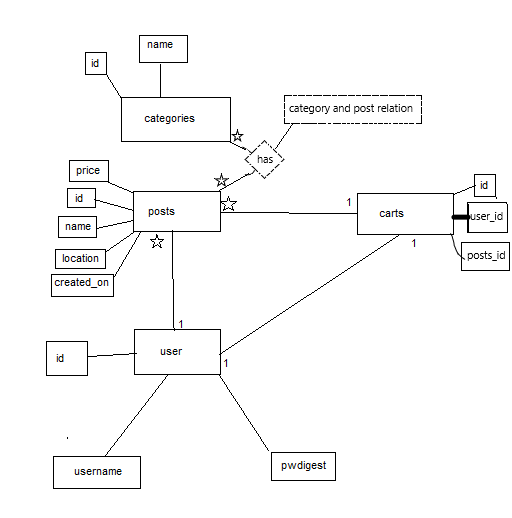 name
id
categories
category and post relation
has
price
id
name
location
created_on
posts
1
carts
id
user_id
posts_id
1
1
user
1
id
username
pwdigest